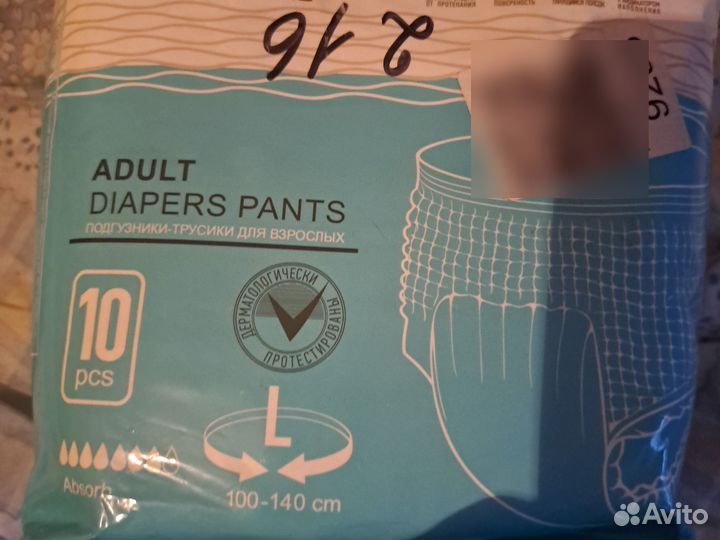 ОТ ПРОТЕКАНИЯ
ПОВЕРХНОСТЬ
НАПОЛНЕНИЯ
216
ADULT
DIAPERS PANTS
ПОДГУЗНИКИ-ТРУСИКИ ДЛЯ ВЗРОСЛЫХ
ДЕРМАТОЛОГИЧЕСКИ
ПРОТЕСТИРОВАНЫ
10
pcs
L
100-140 cm
Avito